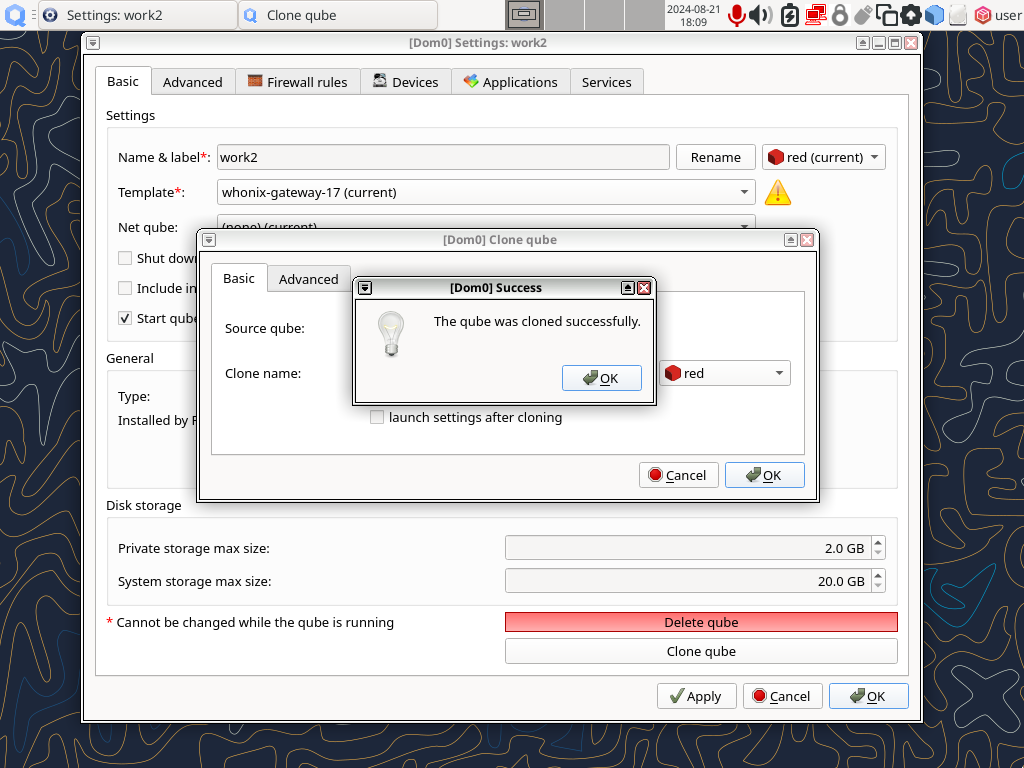 Settings: work2
Clone qube
2024-08-21
18:09
user
[Dom0] Settings: work2
Basic
Advanced
Firewall rules
Devices
Applications
Services
Settings
Name & label*:
work2
Rename
red (current)
Template*:
whonix-gateway-17 (current)
Net qube:
(none) (current)
[Dom0] Clone qube
Shut down
Include in
Start qube
Basic
Advanced
[Dom0] Success
The qube was cloned successfully.
OK
Source qube:
Clone name:
red
launch settings after cloning
Cancel
OK
General
Type:
Installed by
Disk storage
Private storage max size:
2.0 GB
System storage max size:
20.0 GB
* Cannot be changed while the qube is running
Delete qube
Clone qube
Apply
Cancel
OK